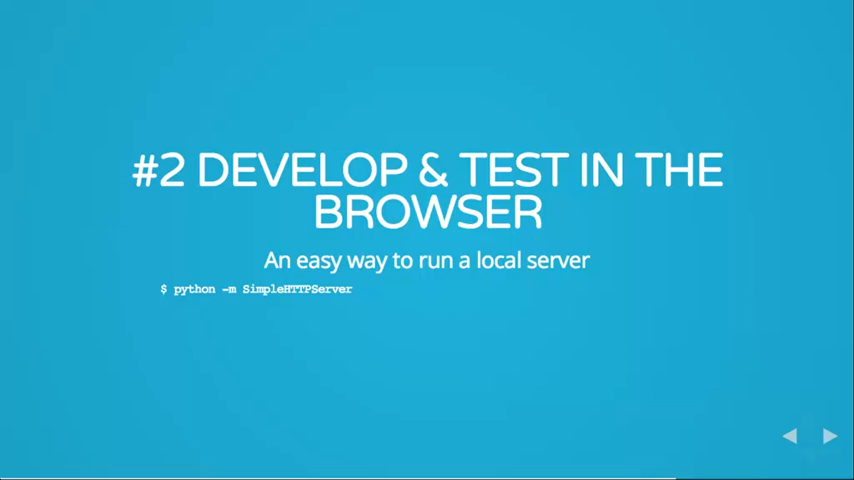 #2 DEVELOP & TEST IN THE
BROWSER
An easy way to run a local server
$ python -m SimpleHTTPServer